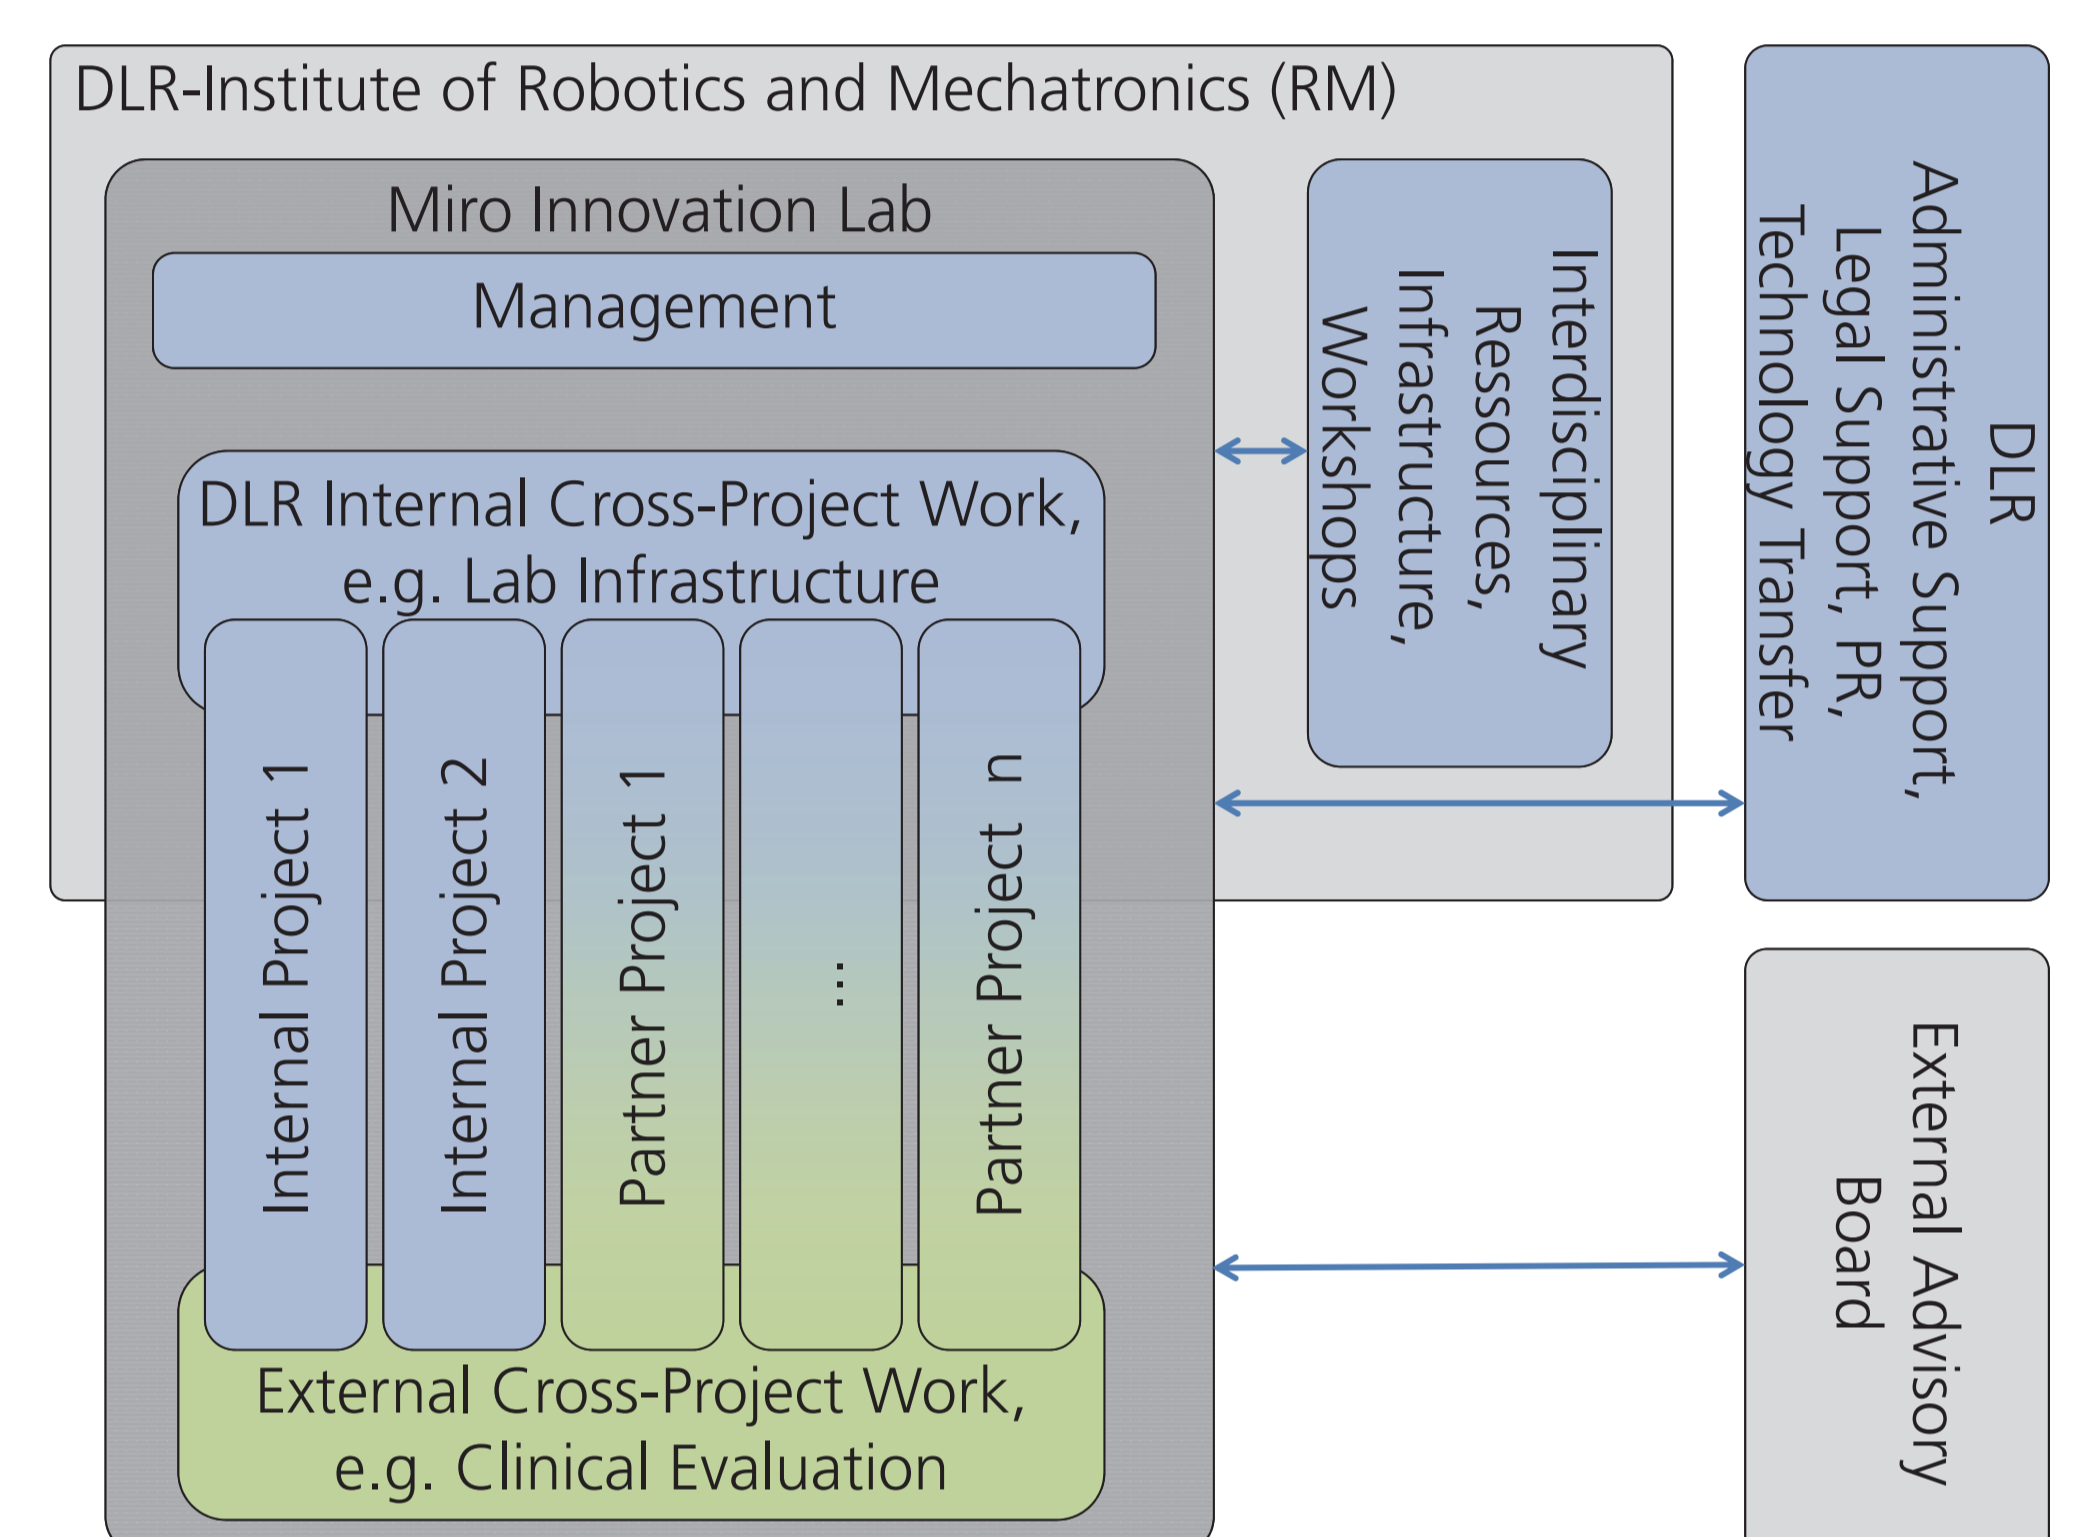 DLR-Institute of Robotics and Mechatronics (RM)
Miro Innovation Lab
Management
DLR Internal Cross-Project Work,
e.g. Lab Infrastructure
Internal Project 1
Internal Project 2
Partner Project 1
...
Partner Project n
External Cross-Project Work,
e.g. Clinical Evaluation
Interdisciplinary
Ressources,
Infrastructure,
Workshops
DLR
Administrative Support,
Legal Support, PR,
Technology Transfer
External Advisory
Board